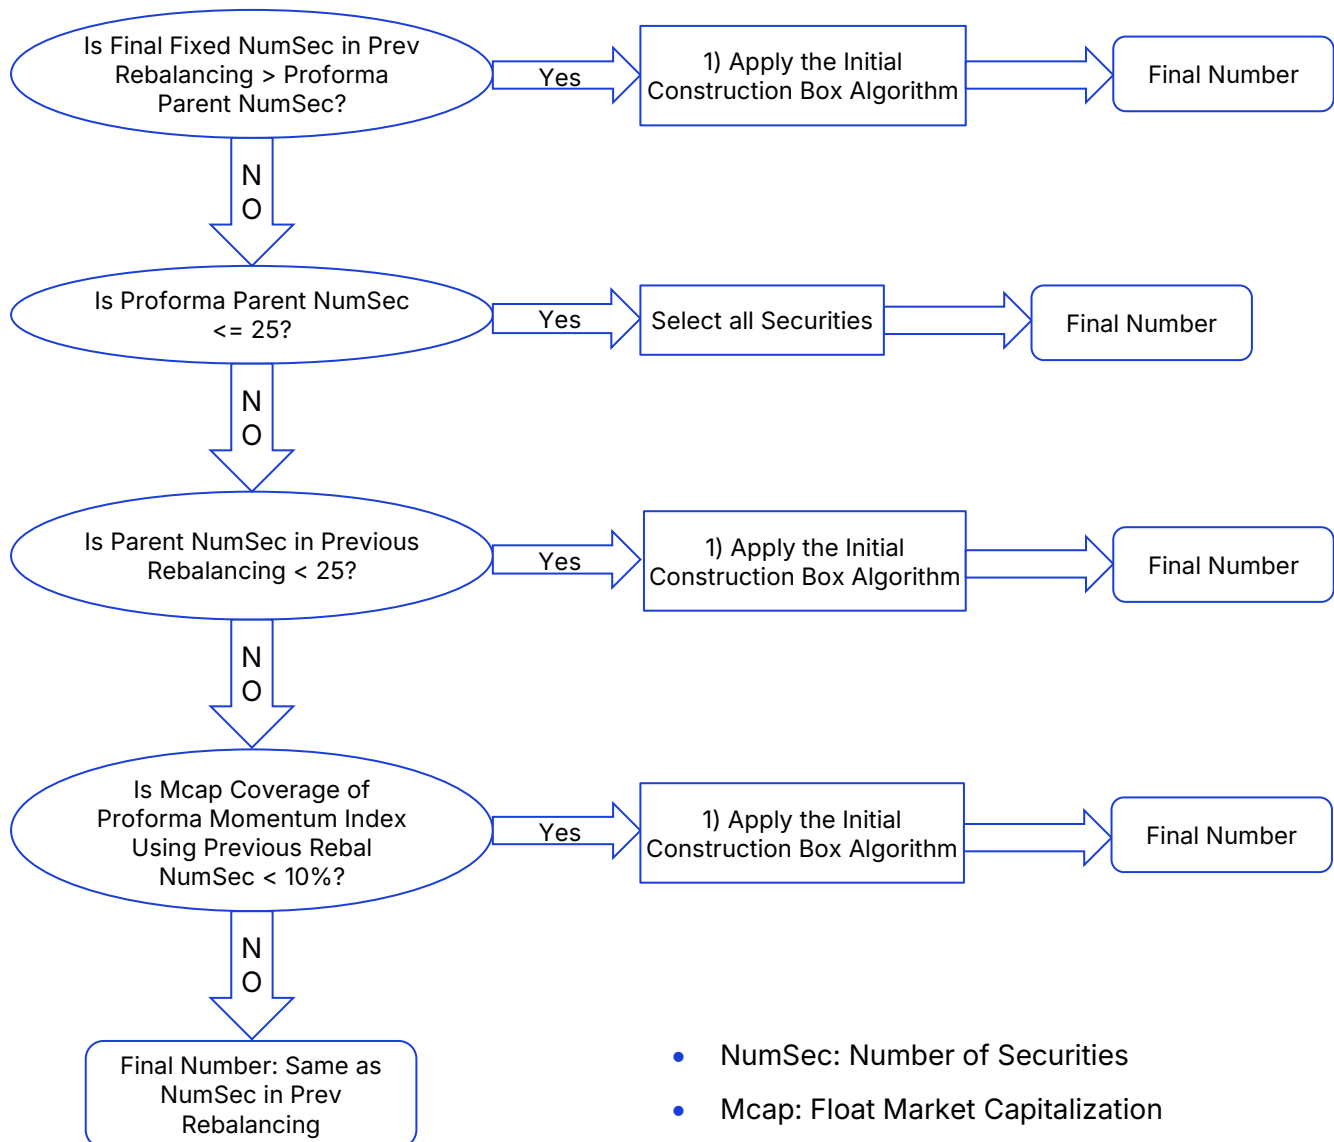 Is Final Fixed NumSec in Prev
Rebalancing > Proforma
Parent NumSec?
Yes
1) Apply the Initial
Construction Box Algorithm
Final Number
N
O
Is Proforma Parent NumSec
<= 25?
Yes
Select all Securities
Final Number
N
O
Is Parent NumSec in Previous
Rebalancing < 25?
Yes
1) Apply the Initial
Construction Box Algorithm
Final Number
N
O
Is Mcap Coverage of
Proforma Momentum Index
Using Previous Rebal
NumSec < 10%?
Yes
1) Apply the Initial
Construction Box Algorithm
Final Number
N
O
Final Number: Same as
NumSec in Prev
Rebalancing
• NumSec: Number of Securities
• Mcap: Float Market Capitalization